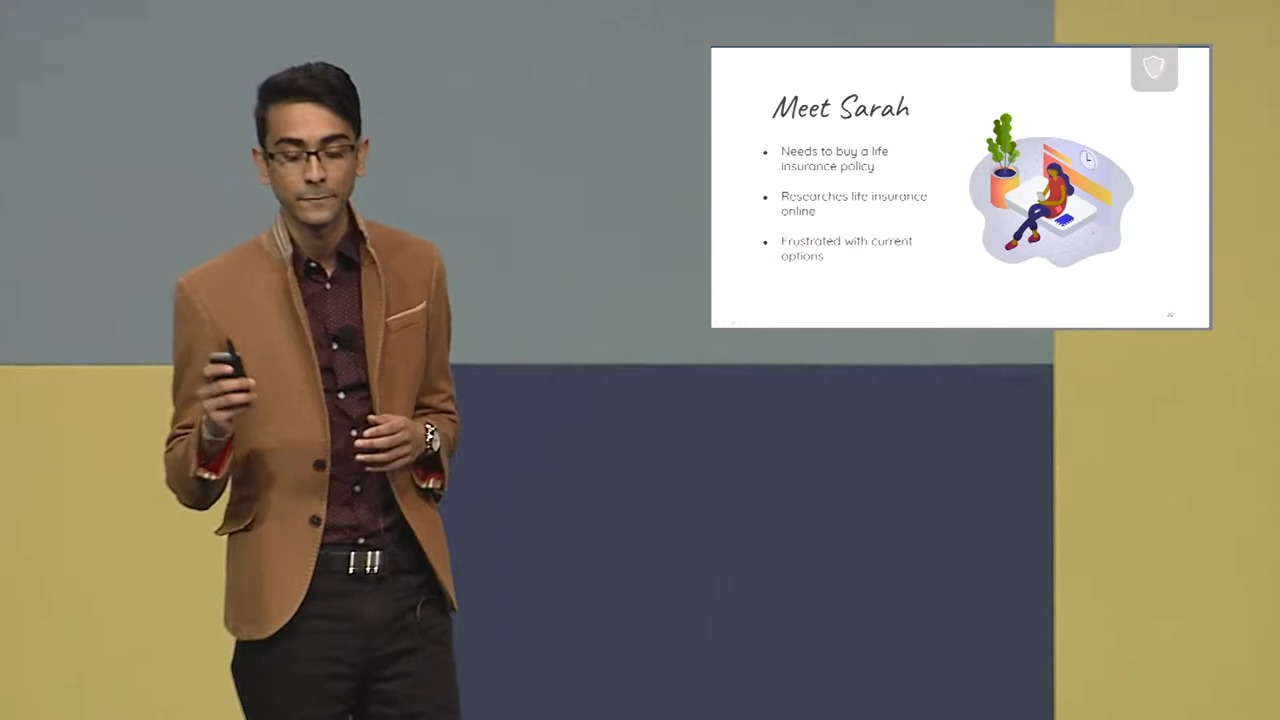 Meet Sarah
• Needs to buy a life
insurance policy
• Researches life insurance
online
• Frustrated with current
options